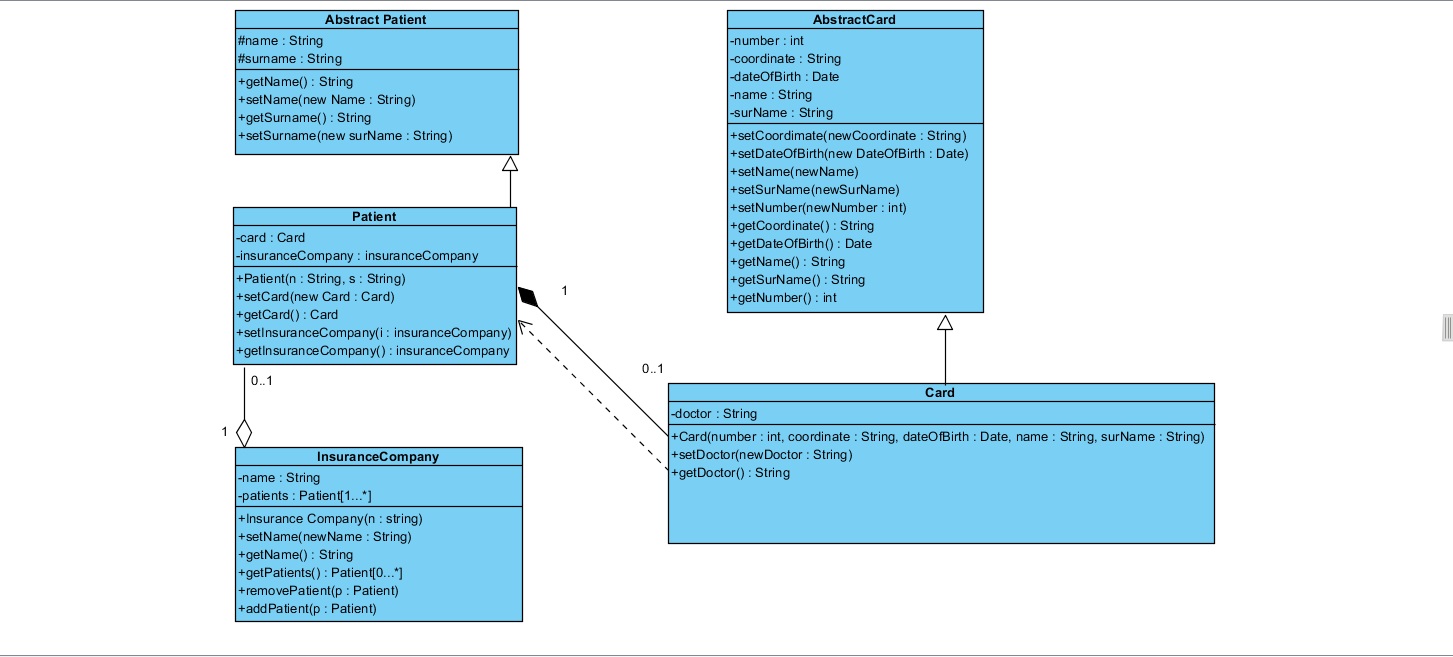 Abstract Patient
#name : String
#surname : String
+getName() : String
+setName(new Name : String)
+getSurname() : String
+setSurname(new surName : String)
AbstractCard
-number : int
-coordinate : String
-dateOfBirth : Date
-name : String
-surName : String
+setCoordimate(newCoordinate : String)
+setDateOfBirth(new DateOfBirth : Date)
+setName(newName)
+setSurName(newSurName)
+setNumber(newNumber : int)
+getCoordinate() : String
+getDateOfBirth() : Date
+getName() : String
+getSurName() : String
+getNumber() : int
Patient
-card : Card
-insuranceCompany : insuranceCompany
+Patient(n : String, s : String)
+setCard(new Card : Card)
+getCard() : Card
+setInsuranceCompany(i : insuranceCompany)
+getInsuranceCompany() : insuranceCompany
1
0..1
0..1
1
Card
-doctor : String
+Card(number : int, coordinate : String, dateOfBirth : Date, name : String, surName : String)
+setDoctor(newDoctor : String)
+getDoctor() : String
InsuranceCompany
-name : String
-patients : Patient[1...*]
+Insurance Company(n : string)
+setName(newName : String)
+getName() : String
+getPatients() : Patient[0...*]
+removePatient(p : Patient)
+addPatient(p : Patient)